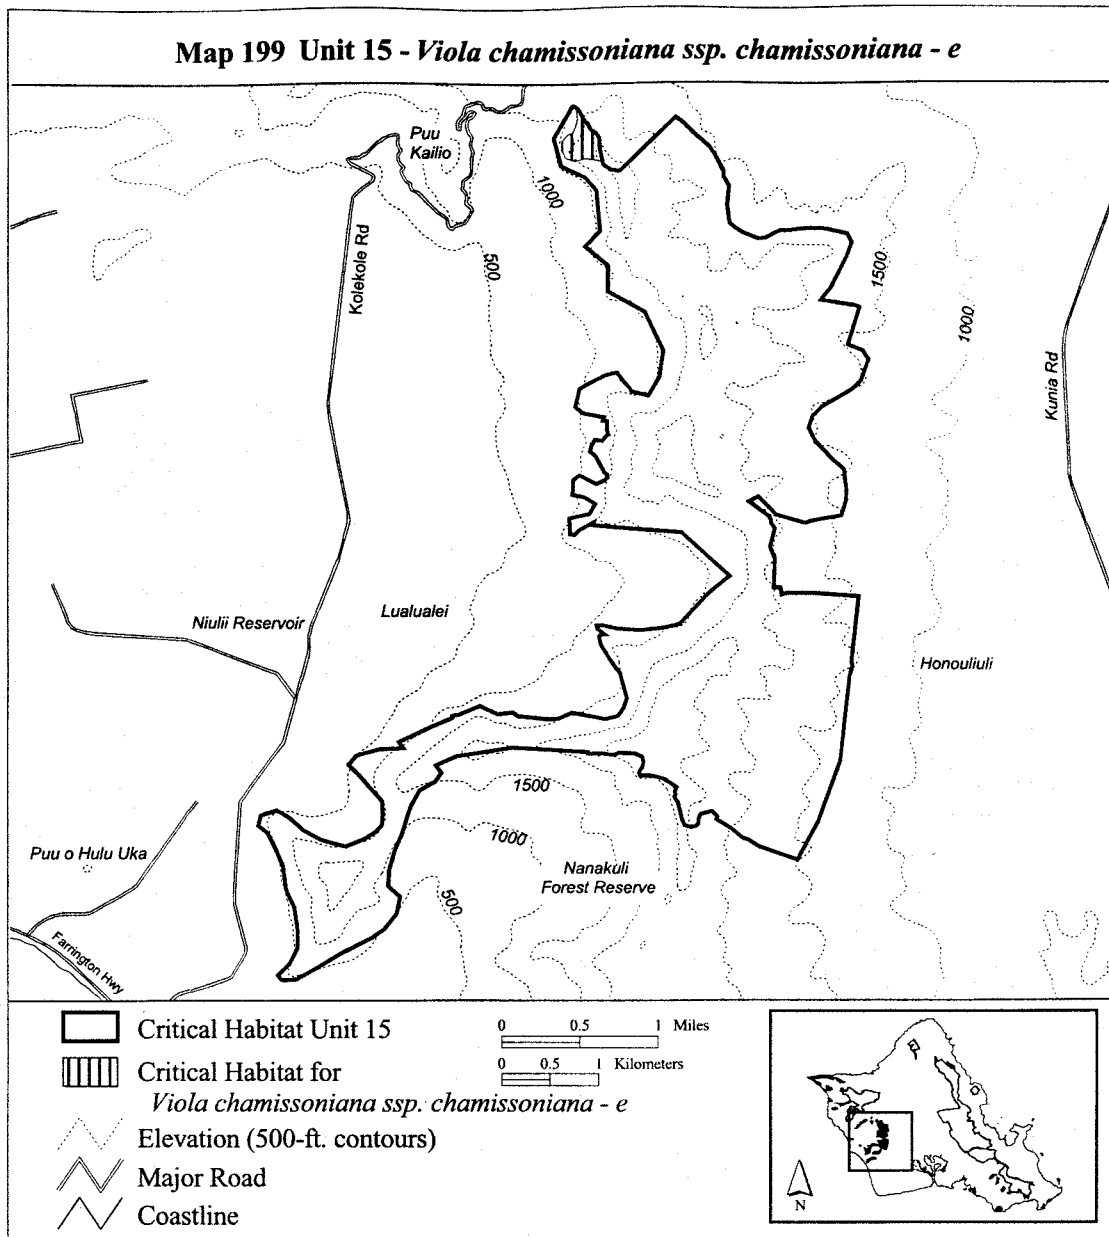 Map 199 Unit 15 - Viola chamissoniana ssp. chamissoniana - e
Puu
Kailio
1000
Kolekole Rd
500
1500
1000
Kunia Rd
Niulii Reservoir
Lualualei
Honouliuli
1500
1000
Puu o Hulu Uka
Nanakuli
Forest Reserve
500
Farrington Hwy
Critical Habitat Unit 15
0 0.5 1 Miles
0 0.5 1 Kilometers
Critical Habitat for
Viola chamissoniana ssp. chamissoniana - e
Elevation (500-ft. contours)
Major Road
Coastline
N